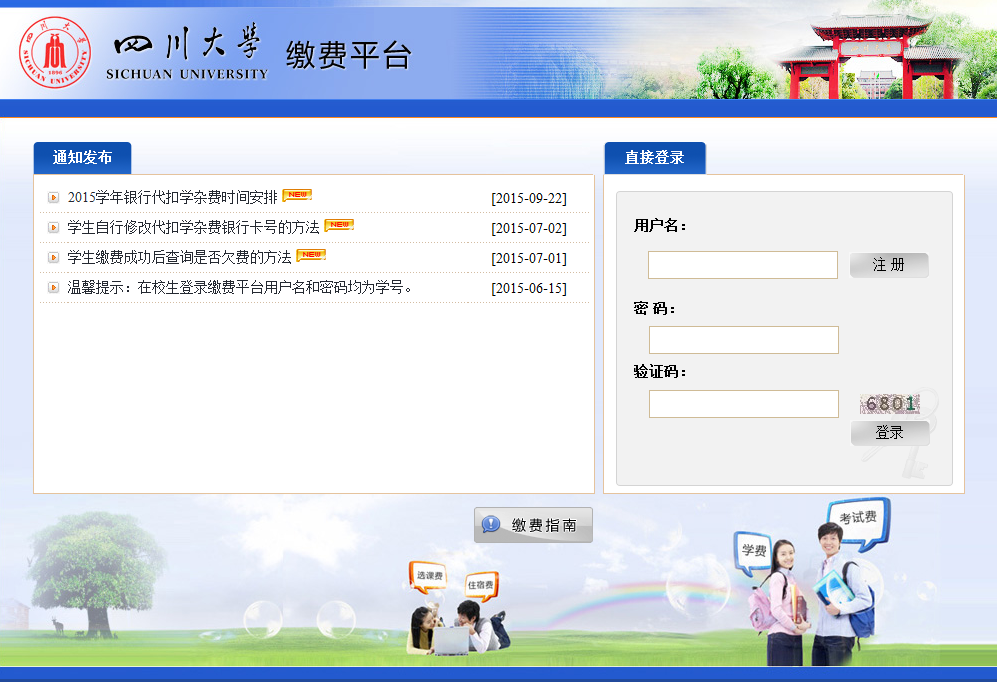 四川大學
SICHUAN UNIVERSITY
缴费平台
四川大学
1896
SICHUAN UNIVERSITY
通知发布
2015学年银行代扣学杂费时间安排 NEW [2015-09-22]
学生自行修改代扣学杂费银行卡号的方法 NEW [2015-07-02]
学生缴费成功后查询是否欠费的方法 NEW [2015-07-01]
温馨提示：在校生登录缴费平台用户名和密码均为学号。 [2015-06-15]
直接登录
用户名：
注 册
密 码：
验证码：
6801
登录
缴费指南
选课费
住宿费
学费
考试费